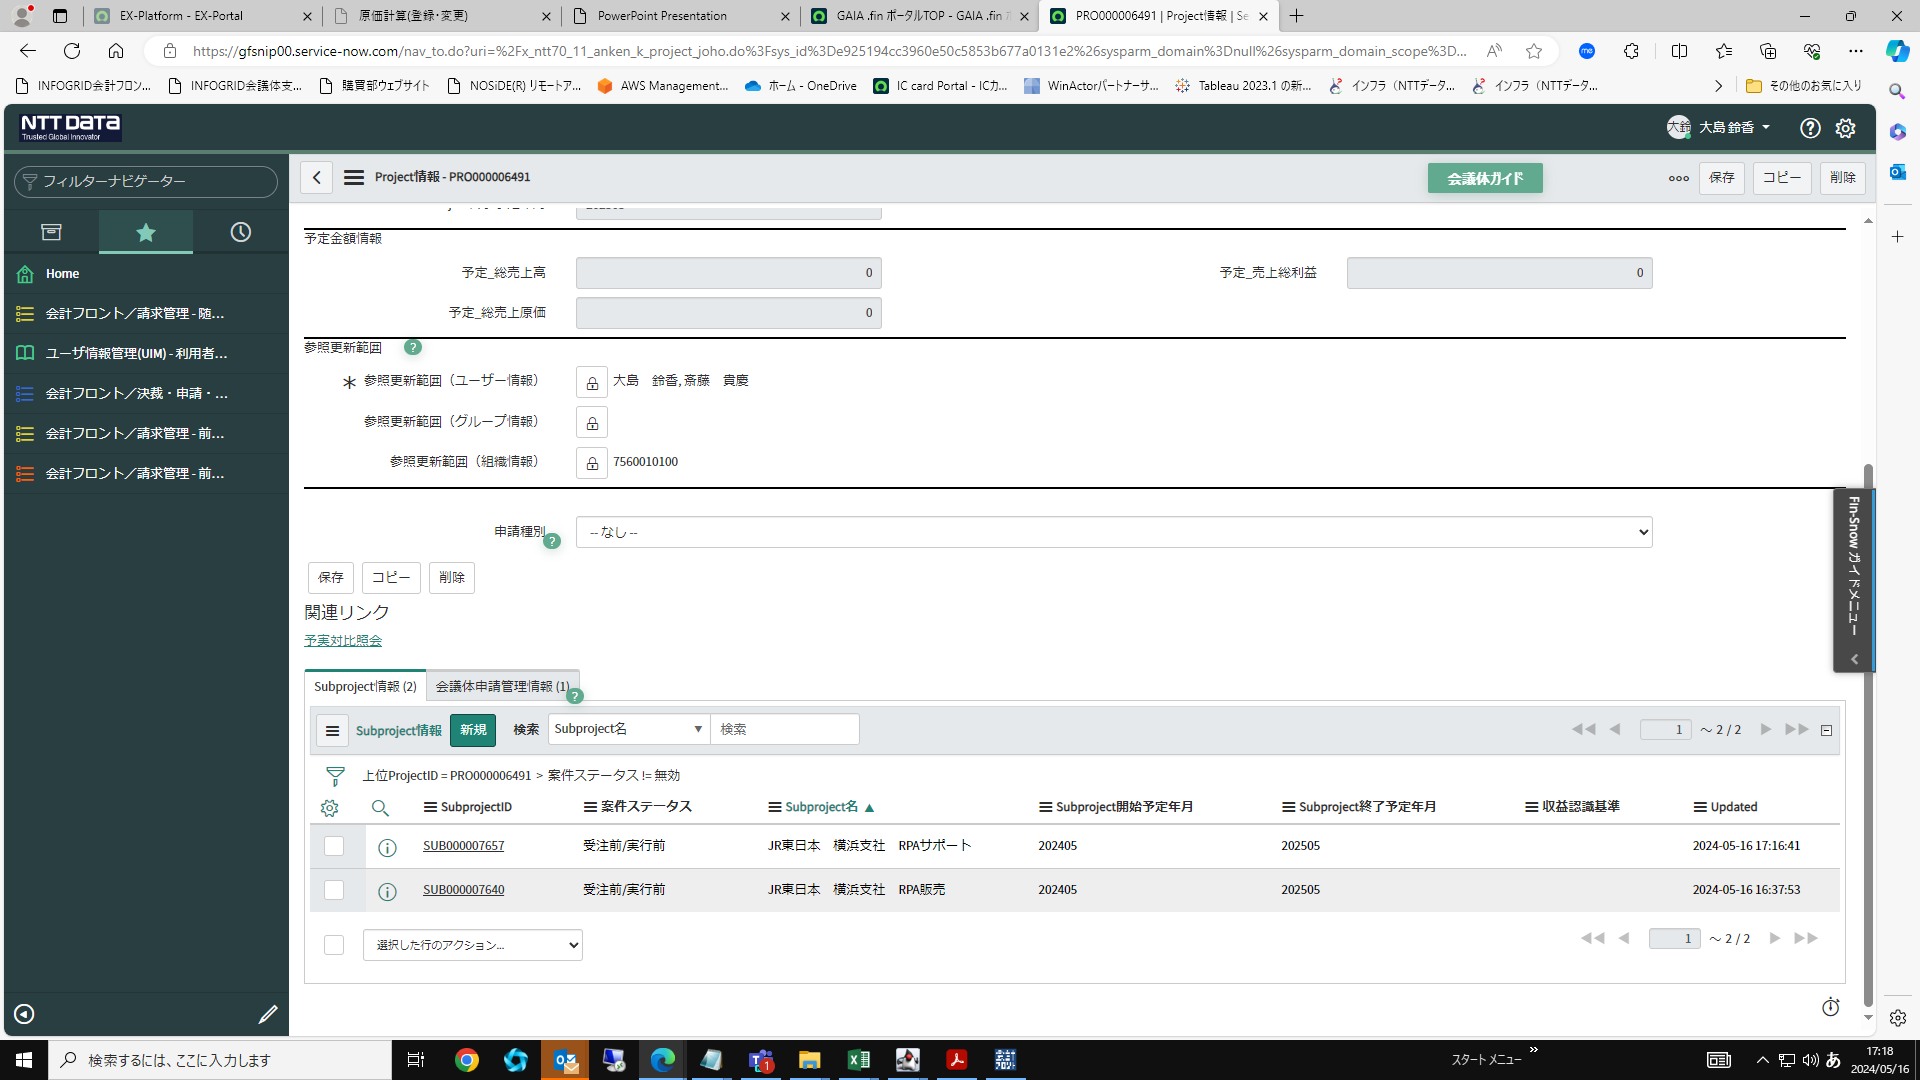 EX-Platform - EX-Portal
原価計算(登録・変更)
PowerPoint Presentation
GAIA .fin ポータルTOP - GAIA .fin ポ
PRO000006491 | Project情報 | Se
https://gfsnip00.service-now.com/nav_to.do?uri=%2Fx_ntt70_11_anken_k_project_joho.do%3Fsys_id%3De925194cc3960e50c5853b677a0131e2%26sysparm_domain%3Dnull%26sysparm_domain_scope%3D...
INFOGRID会計フロン...
INFOGRID会議体支...
購買部ウェブサイト
NOSiDE(R) リモートア...
AWS Management...
ホーム - OneDrive
IC card Portal - ICカ...
WinActorパートナーサ...
Tableau 2023.1 の新...
インフラ（NTTデータ...
インフラ（NTTデータ...
その他のお気に入り
NTT DATA
Trusted Global Innovator
大鈴
大島 鈴香
フィルターナビゲーター
Project情報 - PRO000006491
会議体ガイド
保存
コピー
削除
Home
会計フロント／請求管理 - 随...
ユーザ情報管理(UIM) - 利用者...
会計フロント／決裁・申請・...
会計フロント／請求管理 - 前...
会計フロント／請求管理 - 前...
予定金額情報
予定_総売上高
0
予定_売上総利益
0
予定_総売上原価
0
参照更新範囲
参照更新範囲（ユーザー情報）
大島　鈴香, 斎藤　貴慶
参照更新範囲（グループ情報）
参照更新範囲（組織情報）
7560010100
申請種別
-- なし --
保存
コピー
削除
関連リンク
予実対比照会
Fin-Snow ガイドメニュー
Subproject情報 (2)
会議体申請管理情報 (1)
Subproject情報
新規
検索
Subproject名
検索
1
～ 2 / 2
上位ProjectID = PRO000006491 > 案件ステータス != 無効
SubprojectID
案件ステータス
Subproject名 ▲
Subproject開始予定年月
Subproject終了予定年月
収益認識基準
Updated
SUB000007657
受注前/実行前
JR東日本　横浜支社　RPAサポート
202405
202505
2024-05-16 17:16:41
SUB000007640
受注前/実行前
JR東日本　横浜支社　RPA販売
202405
202505
2024-05-16 16:37:53
選択した行のアクション...
1
～ 2 / 2
検索するには、ここに入力します
スタート メニュー
あ
17:18
2024/05/16